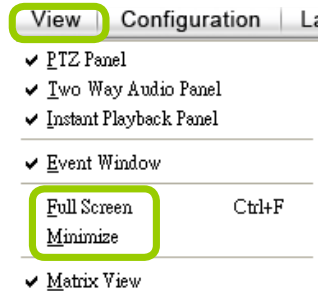 View Configuration La
PTZ Panel
Two Way Audio Panel
Instant Playback Panel
Event Window
Full Screen Ctrl+F
Minimize
Matrix View